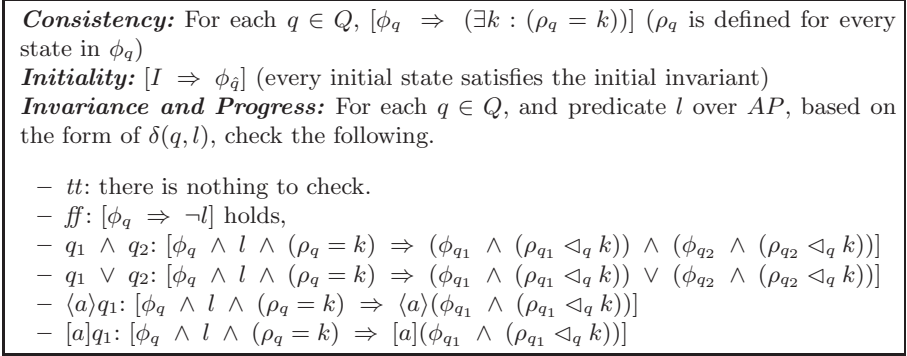 Consistency: For each q ∈ Q, [ϕ_q ⇒ (∃k : (ρ_q = k))] (ρ_q is defined for every
state in ϕ_q)
Initiality: [I ⇒ ϕ_q̂] (every initial state satisfies the initial invariant)
Invariance and Progress: For each q ∈ Q, and predicate l over AP, based on
the form of δ(q, l), check the following.
– tt: there is nothing to check.
– ff: [ϕ_q ⇒ ¬l] holds,
– q_1 ∧ q_2: [ϕ_q ∧ l ∧ (ρ_q = k) ⇒ (ϕ_{q_1} ∧ (ρ_{q_1} ◁_q k)) ∧ (ϕ_{q_2} ∧ (ρ_{q_2} ◁_q k))]
– q_1 ∨ q_2: [ϕ_q ∧ l ∧ (ρ_q = k) ⇒ (ϕ_{q_1} ∧ (ρ_{q_1} ◁_q k)) ∨ (ϕ_{q_2} ∧ (ρ_{q_2} ◁_q k))]
– ⟨a⟩q_1: [ϕ_q ∧ l ∧ (ρ_q = k) ⇒ ⟨a⟩(ϕ_{q_1} ∧ (ρ_{q_1} ◁_q k))]
– [a]q_1: [ϕ_q ∧ l ∧ (ρ_q = k) ⇒ [a](ϕ_{q_1} ∧ (ρ_{q_1} ◁_q k))]